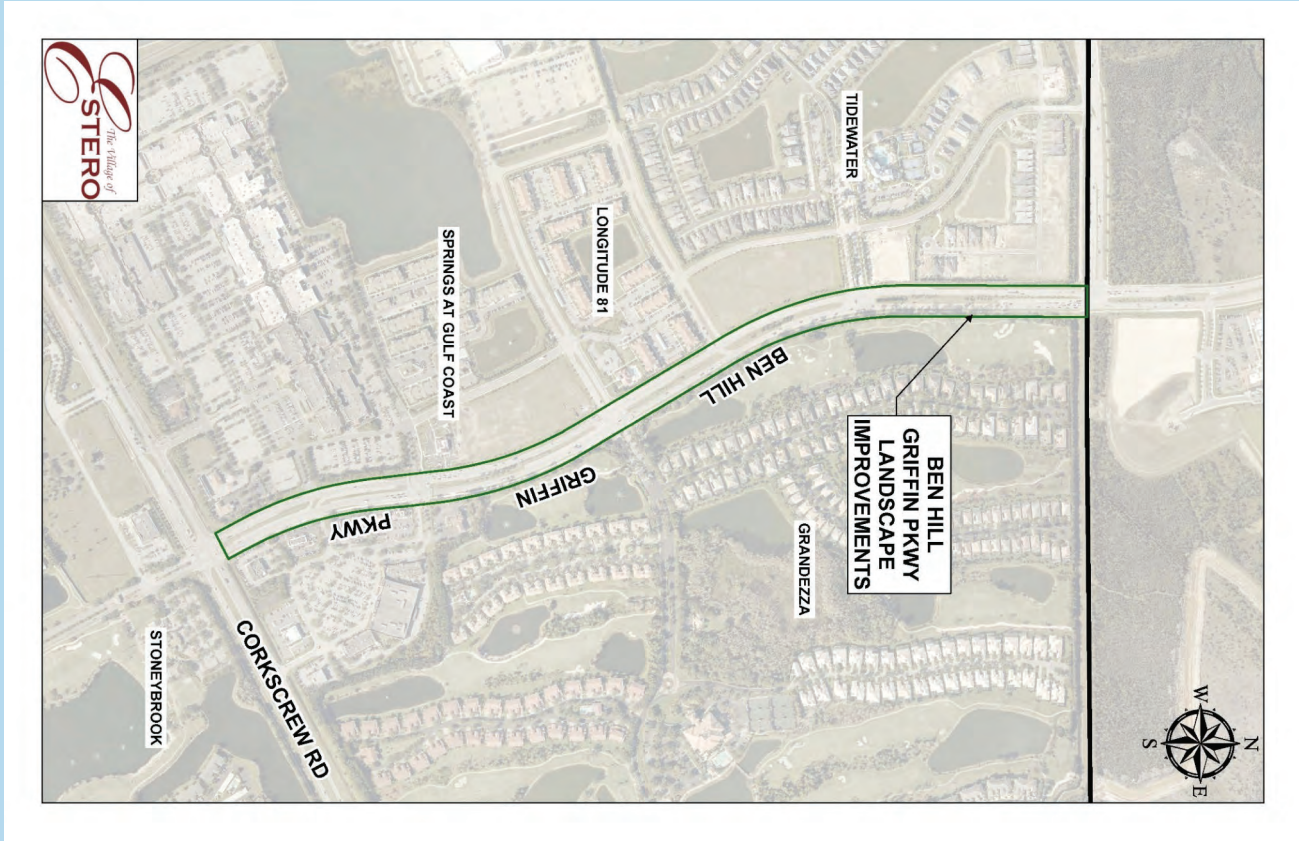 The Village of
ESTERO
TIDEWATER
LONGITUDE 81
SPRINGS AT GULF COAST
BEN HILL
GRIFFIN
PKWY
BEN HILL
GRIFFIN PKWY
LANDSCAPE
IMPROVEMENTS
GRANDEZZA
CORKSCREW RD
STONEYBROOK
N
W
E
S